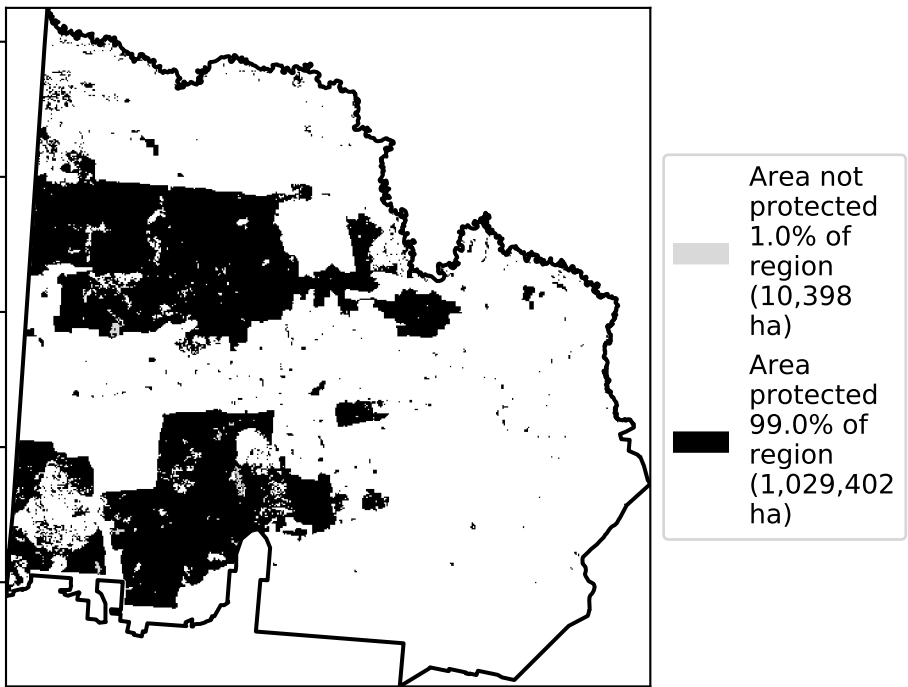 Area not
protected
1.0% of
region
(10,398
ha)
Area
protected
99.0% of
region
(1,029,402
ha)